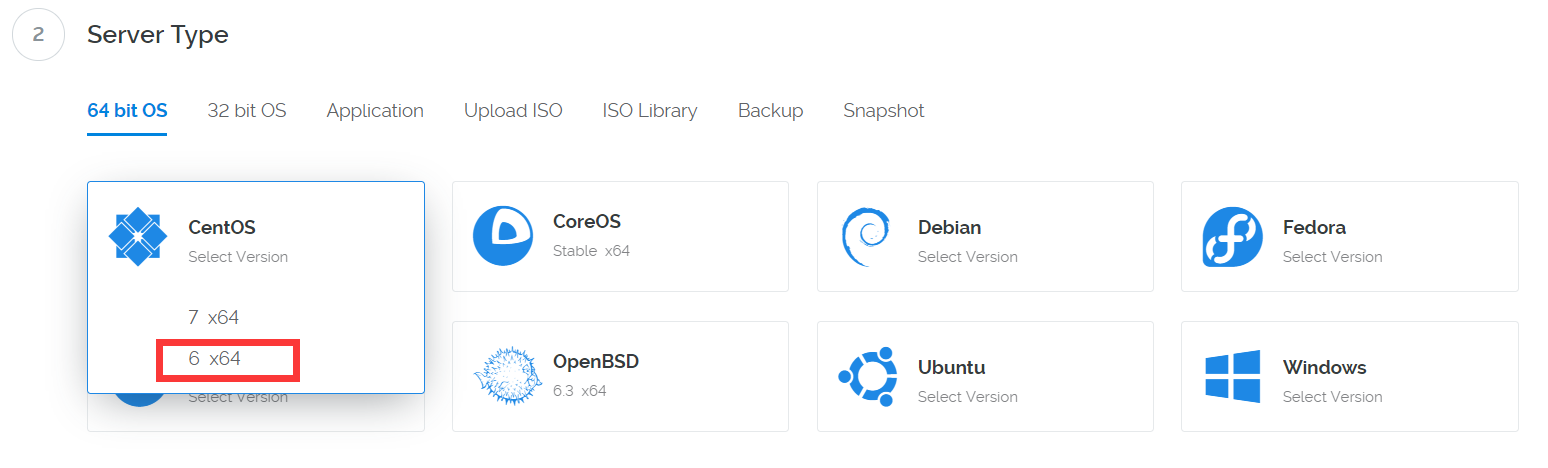 2
Server Type
64 bit OS
32 bit OS
Application
Upload ISO
ISO Library
Backup
Snapshot
CentOS
Select Version
7 x64
6 x64
CoreOS
Stable x64
Debian
Select Version
Fedora
Select Version
Select Version
OpenBSD
6.3 x64
Ubuntu
Select Version
Windows
Select Version